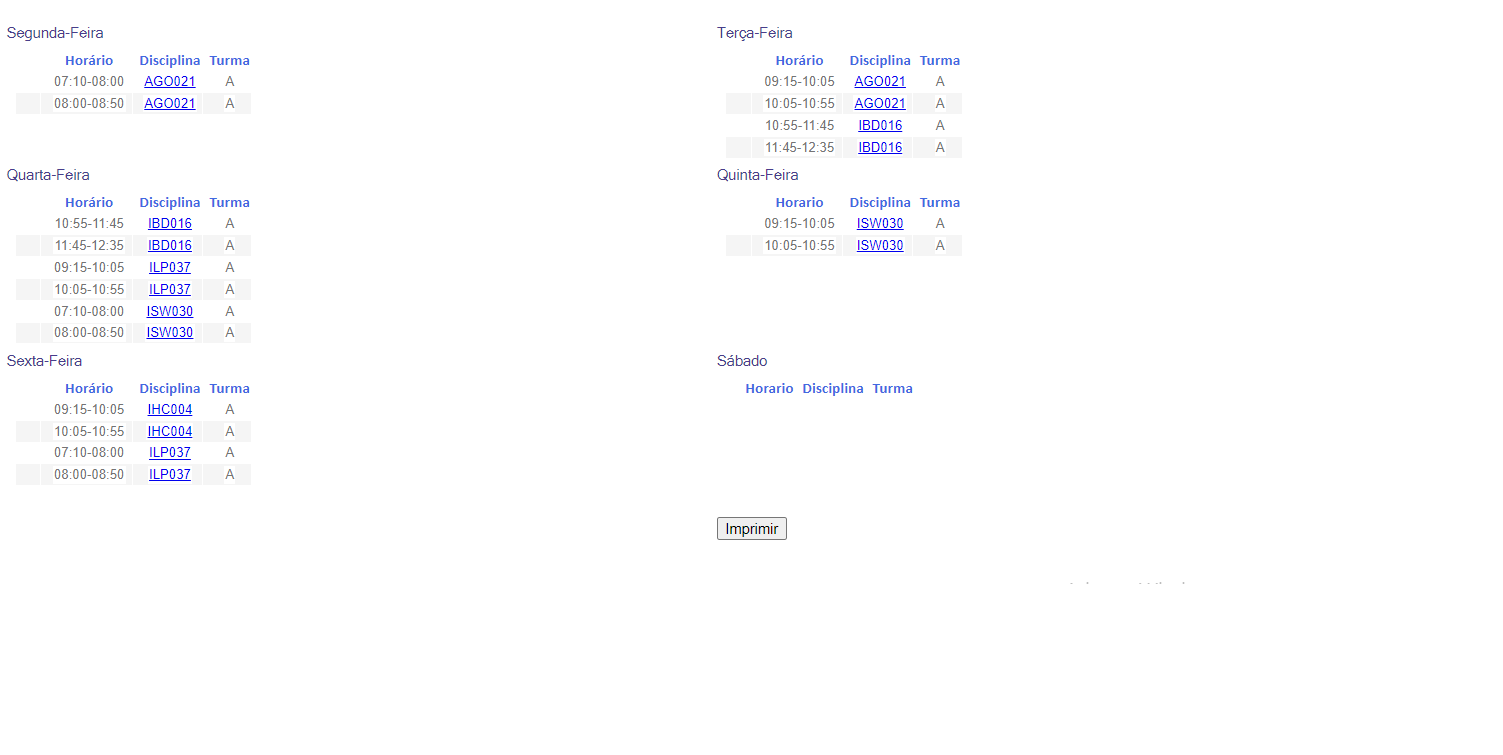 Segunda-Feira
Horário Disciplina Turma
07:10-08:00 AGO021 A
08:00-08:50 AGO021 A
Terça-Feira
Horário Disciplina Turma
09:15-10:05 AGO021 A
10:05-10:55 AGO021 A
10:55-11:45 IBD016 A
11:45-12:35 IBD016 A
Quarta-Feira
Horário Disciplina Turma
10:55-11:45 IBD016 A
11:45-12:35 IBD016 A
09:15-10:05 ILP037 A
10:05-10:55 ILP037 A
07:10-08:00 ISW030 A
08:00-08:50 ISW030 A
Quinta-Feira
Horario Disciplina Turma
09:15-10:05 ISW030 A
10:05-10:55 ISW030 A
Sexta-Feira
Horário Disciplina Turma
09:15-10:05 IHC004 A
10:05-10:55 IHC004 A
07:10-08:00 ILP037 A
08:00-08:50 ILP037 A
Sábado
Horario Disciplina Turma
Imprimir